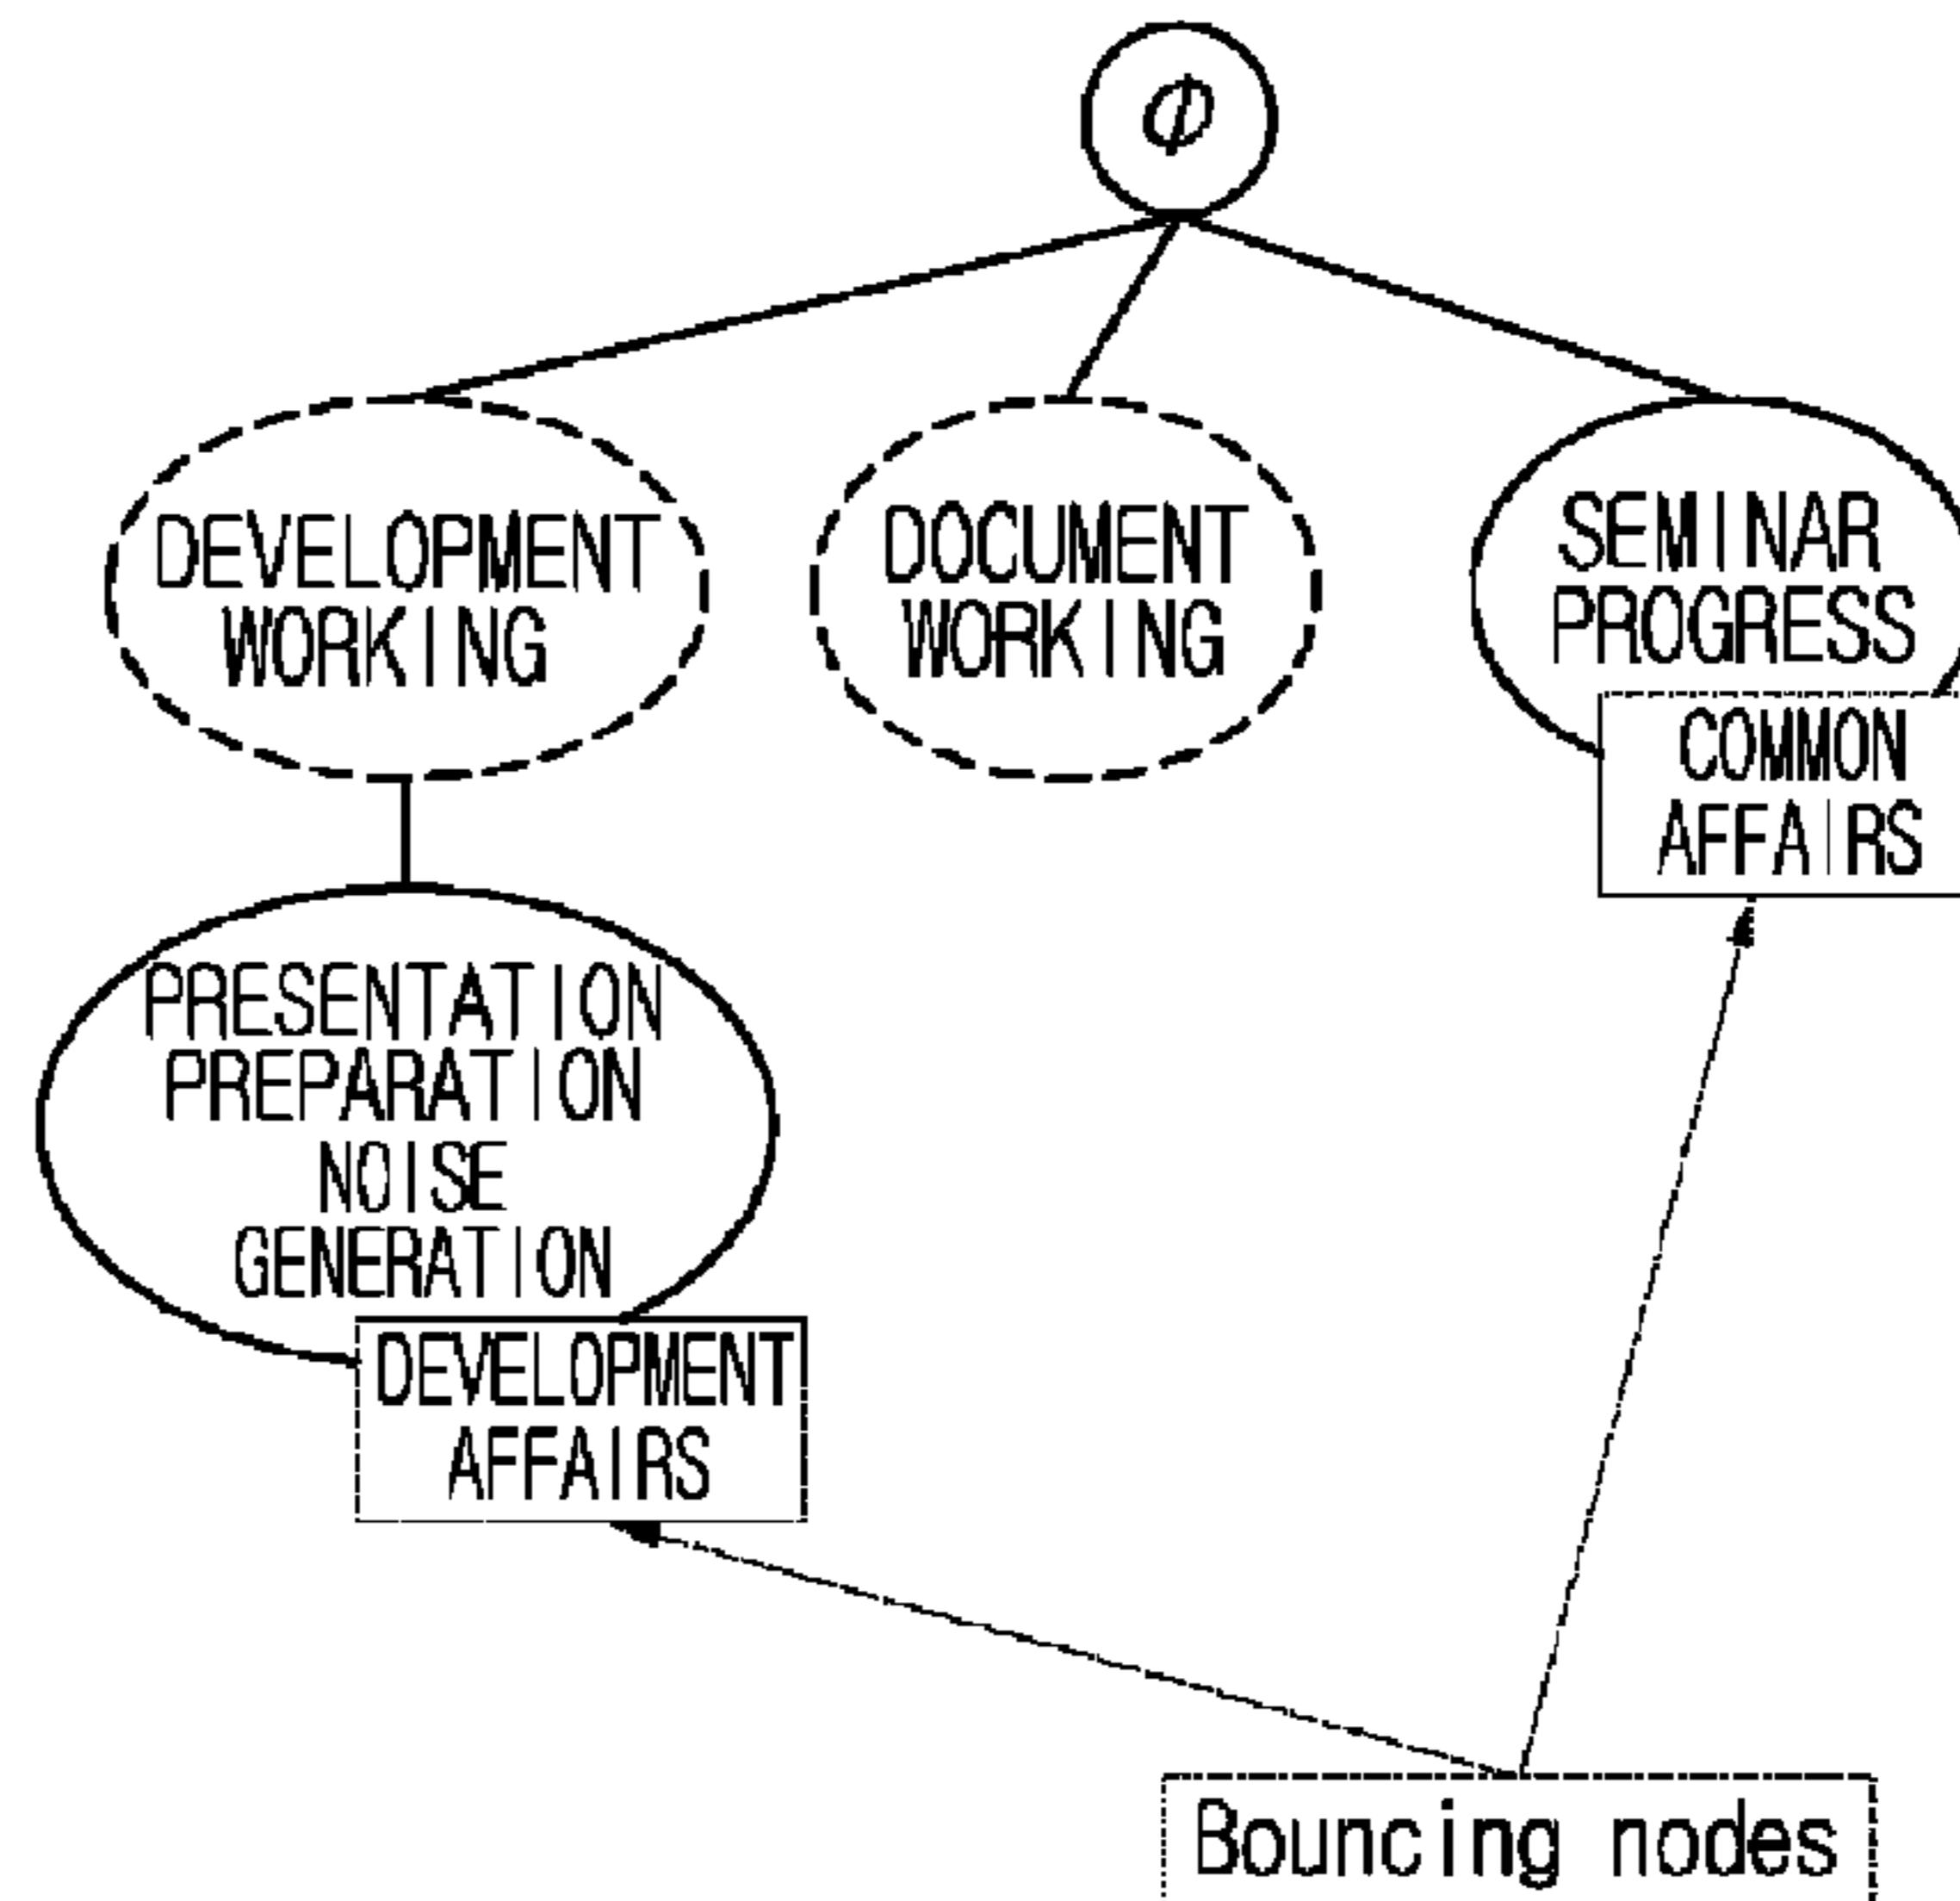 Ø
DEVELOPMENT
WORKING
DOCUMENT
WORKING
SEMINAR
PROGRESS
COMMON
AFFAIRS
PRESENTATION
PREPARATION
NOISE
GENERATION
DEVELOPMENT
AFFAIRS
Bouncing nodes